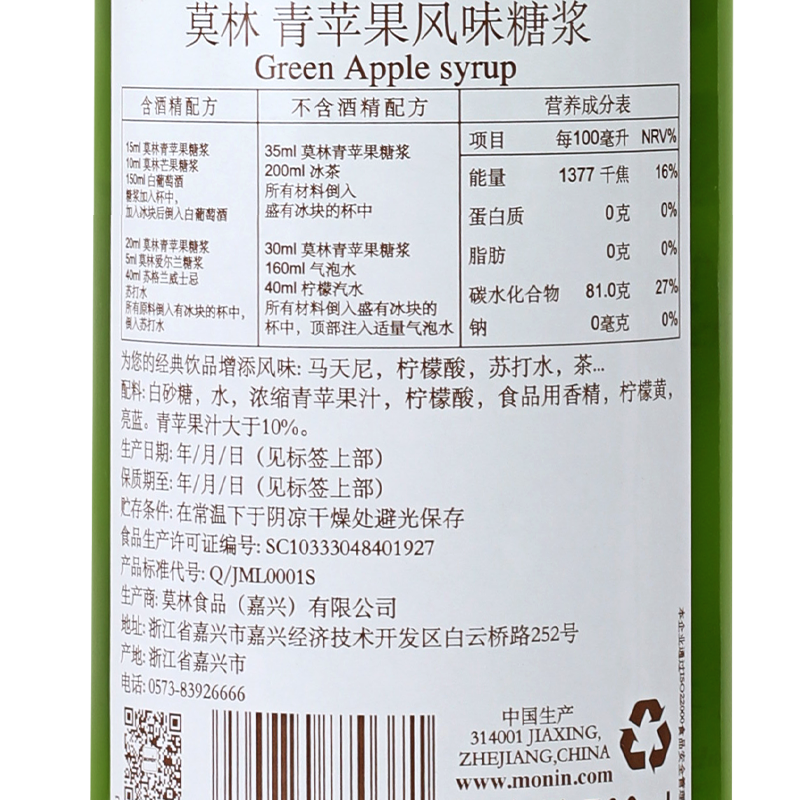 莫林 青苹果风味糖浆
Green Apple syrup
含酒精配方
15ml 莫林青苹果糖浆
10ml 莫林芒果糖浆
150ml 白葡萄酒
糖浆加入杯中,
加入冰块后倒入白葡萄酒
20ml 莫林青苹果糖浆
5ml 莫林爱尔兰糖浆
40ml 苏格兰威士忌
苏打水
所有原料倒入有冰块的杯中,
倒入苏打水
不含酒精配方
35ml 莫林青苹果糖浆
200ml 冰茶
所有材料倒入
盛有冰块的杯中
30ml 莫林青苹果糖浆
160ml 气泡水
40ml 柠檬汽水
所有材料倒入盛有冰块的
杯中，顶部注入适量气泡水
营养成分表
项目 每100毫升 NRV%
能量 1377 千焦 16%
蛋白质 0克 0%
脂肪 0克 0%
碳水化合物 81.0克 27%
钠 0毫克 0%
为您的经典饮品增添风味: 马天尼，柠檬酸，苏打水，茶...
配料: 白砂糖，水，浓缩青苹果汁，柠檬酸，食品用香精，柠檬黄，
亮蓝。青苹果汁大于10%。
生产日期: 年/月/日（见标签上部）
保质期至: 年/月/日（见标签上部）
贮存条件: 在常温下于阴凉干燥处避光保存
食品生产许可证编号: SC10333048401927
产品标准代号: Q/JML0001S
生产商: 莫林食品（嘉兴）有限公司
地址: 浙江省嘉兴市嘉兴经济技术开发区白云桥路252号
产地: 浙江省嘉兴市
电话: 0573-83926666
中国生产
314001 JIAXING,
ZHEJIANG,CHINA
www.monin.com
本企业通过ISO22000食品安全管理